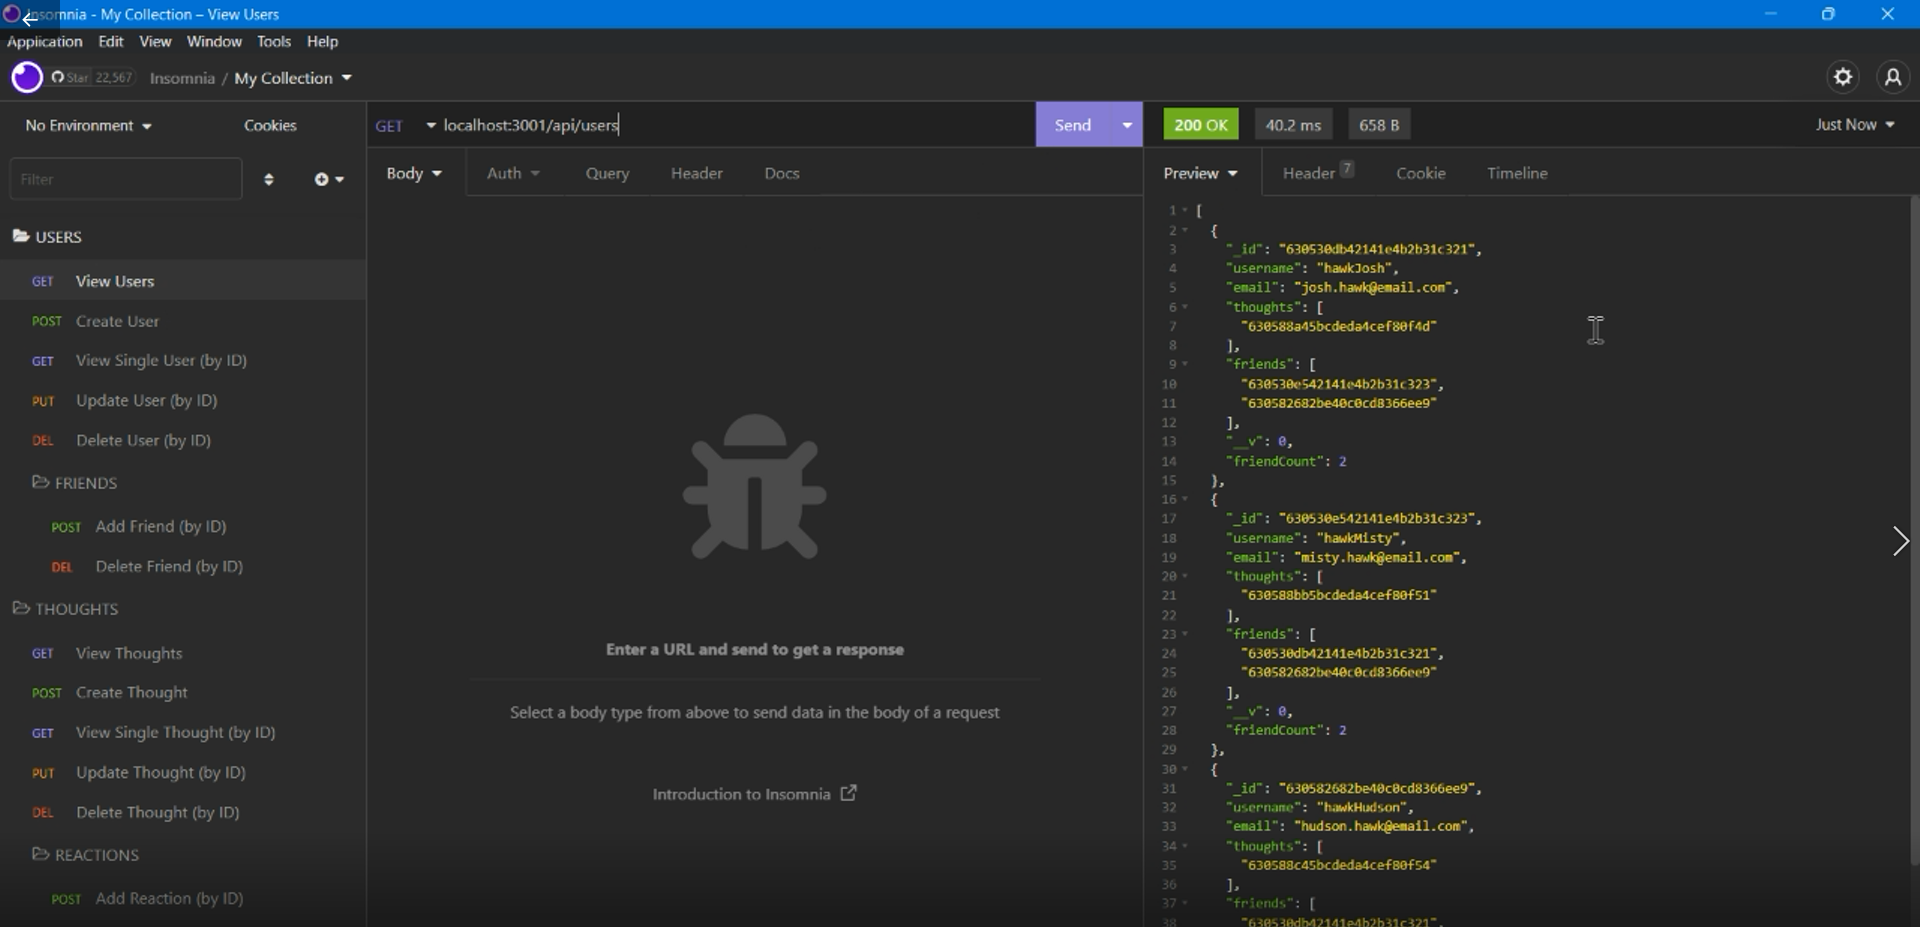 Insomnia - My Collection – View Users
Application Edit View Window Tools Help
Star 22,567 Insomnia / My Collection
No Environment Cookies
GET localhost:3001/api/users Send
200 OK 40.2 ms 658 B Just Now
Filter
Body Auth Query Header Docs
Preview Header 7 Cookie Timeline
USERS
GET View Users
POST Create User
GET View Single User (by ID)
PUT Update User (by ID)
DEL Delete User (by ID)
FRIENDS
POST Add Friend (by ID)
DEL Delete Friend (by ID)
THOUGHTS
GET View Thoughts
POST Create Thought
GET View Single Thought (by ID)
PUT Update Thought (by ID)
DEL Delete Thought (by ID)
REACTIONS
POST Add Reaction (by ID)
Enter a URL and send to get a response
Select a body type from above to send data in the body of a request
Introduction to Insomnia
1 [
2 {
3 "_id": "630530db42141e4b2b31c321",
4 "username": "hawkJosh",
5 "email": "josh.hawk@email.com",
6 "thoughts": [
7 "630588a45bcdeda4cef80f4d"
8 ],
9 "friends": [
10 "630530e542141e4b2b31c323",
11 "630582682be40c0cd8366ee9"
12 ],
13 "__v": 0,
14 "friendCount": 2
15 },
16 {
17 "_id": "630530e542141e4b2b31c323",
18 "username": "hawkMisty",
19 "email": "misty.hawk@email.com",
20 "thoughts": [
21 "630588bb5bcdeda4cef80f51"
22 ],
23 "friends": [
24 "630530db42141e4b2b31c321",
25 "630582682be40c0cd8366ee9"
26 ],
27 "__v": 0,
28 "friendCount": 2
29 },
30 {
31 "_id": "630582682be40c0cd8366ee9",
32 "username": "hawkHudson",
33 "email": "hudson.hawk@email.com",
34 "thoughts": [
35 "630588c45bcdeda4cef80f54"
36 ],
37 "friends": [
38 "630530db42141e4b2b31c321",